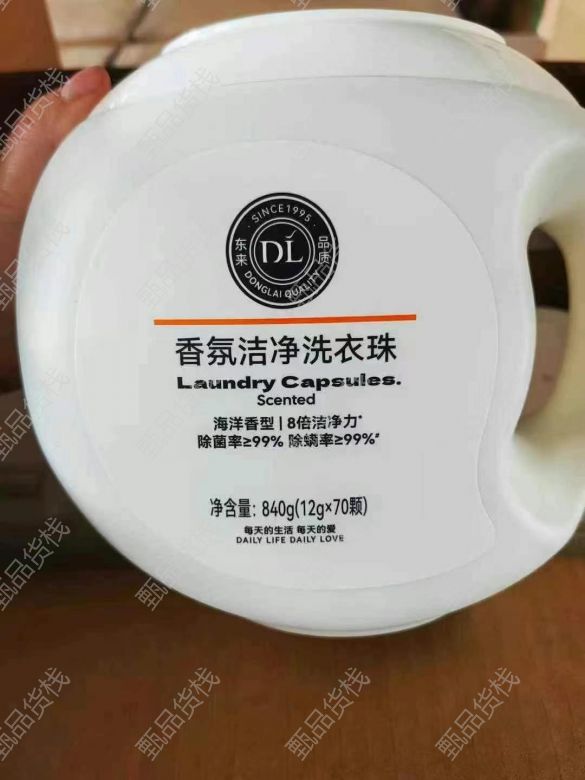 SINCE1995
东来
DL
品质
DONGLAI QUALITY
香氛洁净洗衣珠
Laundry Capsules.
Scented
海洋香型 | 8倍洁净力*
除菌率≥99% 除螨率≥99%*
净含量: 840g(12g×70颗)
每天的生活 每天的爱
DAILY LIFE DAILY LOVE
甄品货栈